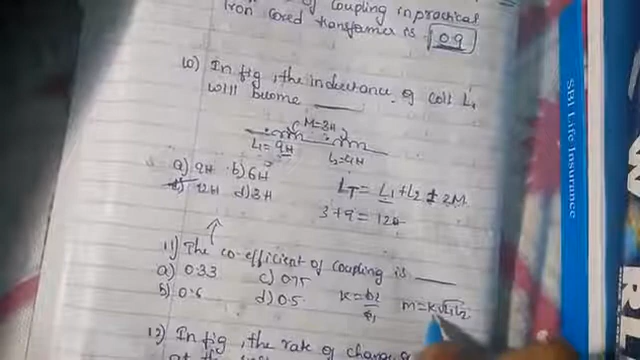 of Coupling in practical
Iron Cored transformer is 0.9
10) In fig, the inductance of coil L1
will become ____
M=3H
L1=9H
L2=4H
a) 9H b) 6H
12H d) 3H
LT = L1+L2 ± 2M
3+9=12H
11) The co-efficient of coupling is ____
a) 0.33 c) 0.75
b) 0.6 d) 0.5
K=
M=K√L1L2
12) In fig, the rate of change
SBI Life Insurance